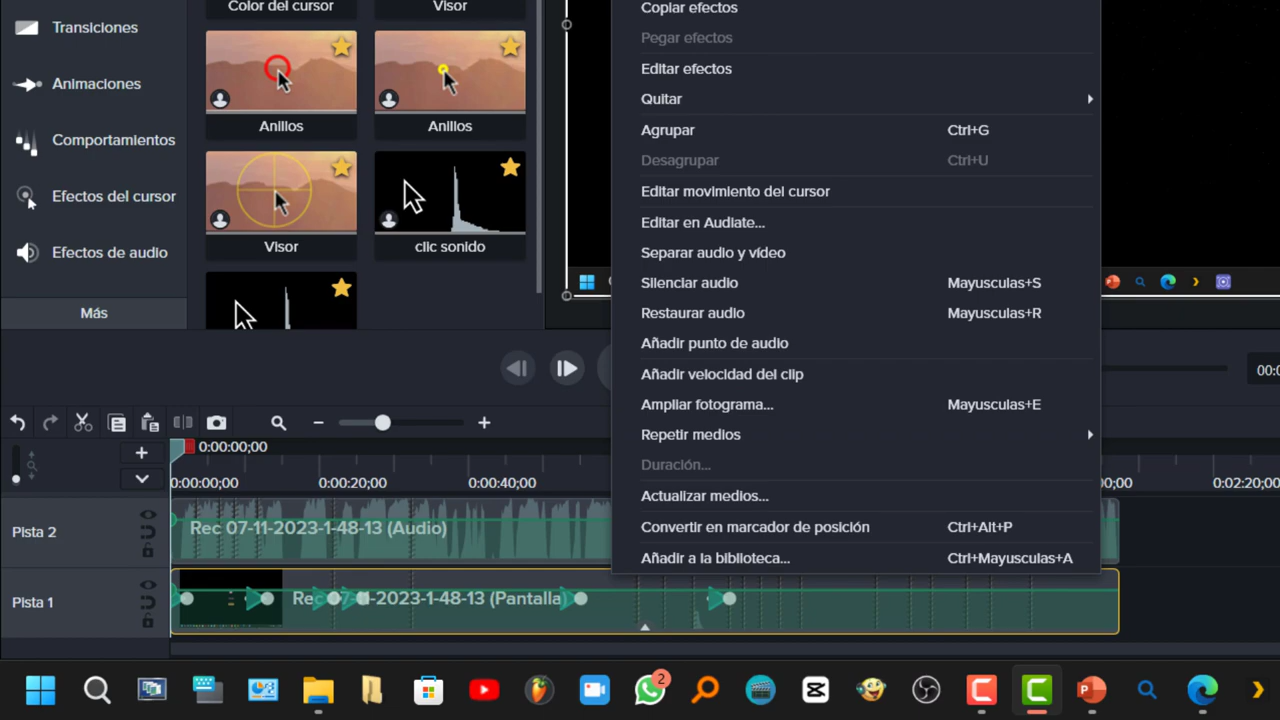 Transiciones
Animaciones
Comportamientos
Efectos del cursor
Efectos de audio
Más
Color del cursor
Visor
Anillos
Anillos
Visor
clic sonido
Copiar efectos
Pegar efectos
Editar efectos
Quitar
Agrupar Ctrl+G
Desagrupar Ctrl+U
Editar movimiento del cursor
Editar en Audiate...
Separar audio y vídeo
Silenciar audio Mayusculas+S
Restaurar audio Mayusculas+R
Añadir punto de audio
Añadir velocidad del clip
Ampliar fotograma... Mayusculas+E
Repetir medios
Duración...
Actualizar medios...
Convertir en marcador de posición Ctrl+Alt+P
Añadir a la biblioteca... Ctrl+Mayusculas+A
0:00:00;00
0:00:00;00 0:00:20;00 0:00:40;00 0:02:20;00
Pista 2
Rec 07-11-2023-1-48-13 (Audio)
Pista 1
Rec 07-11-2023-1-48-13 (Pantalla)
2